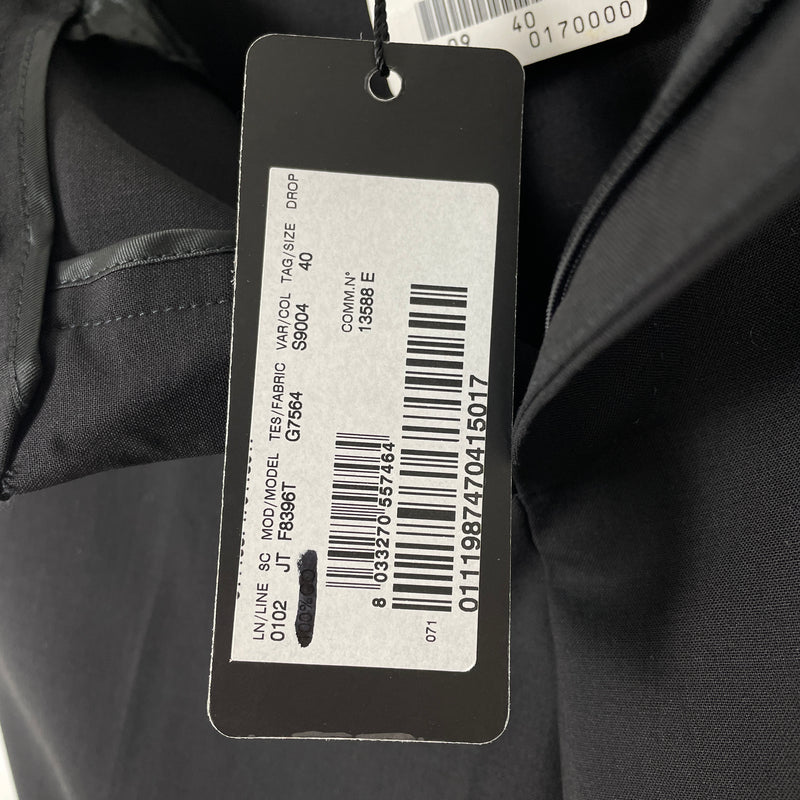 09 40
0170000
LN/LINE SC MOD/MODEL TES/FABRIC VAR/COL TAG/SIZE DROP
0102 JT F8396T G7564 S9004 40
COMM.N°
13588 E
8 033270 557464
071
0111987470415017